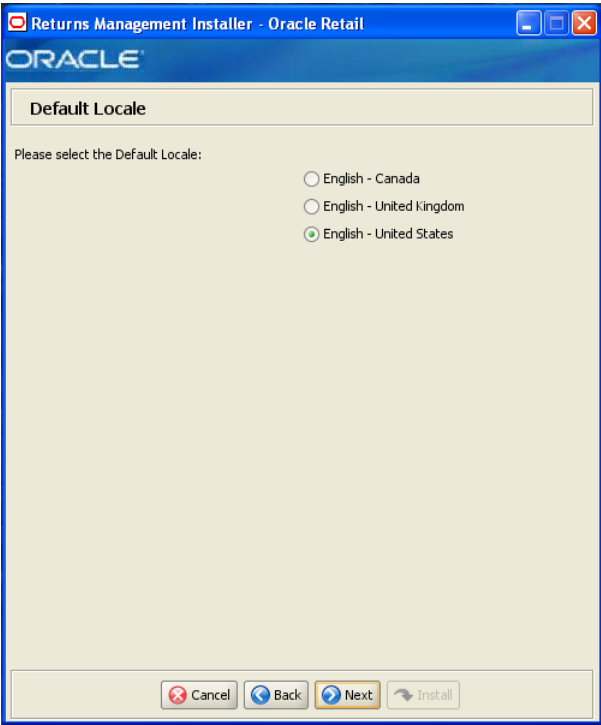 Returns Management Installer - Oracle Retail
ORACLE
Default Locale
Please select the Default Locale:
English - Canada
English - United Kingdom
English - United States
Cancel Back Next Install